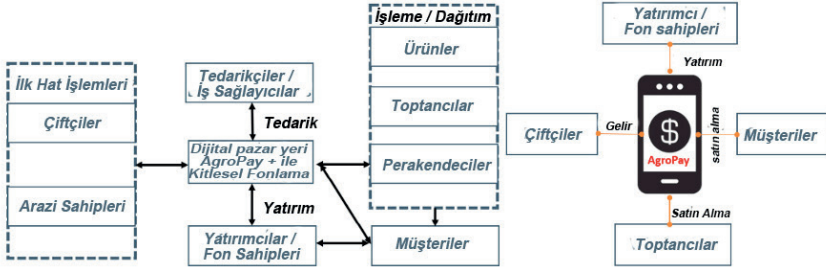 İlk Hat İşlemleri
Çiftçiler
Arazi Sahipleri
Tedarikçiler /
İş Sağlayıcılar
Tedarik
Dijital pazar yeri
AgroPay + ile
Kitlesel Fonlama
Yatırım
Yatırımcılar /
Fon Sahipleri
İşleme / Dağıtım
Ürünler
Toptancılar
Perakendeciler
Müşteriler
Yatırımcı /
Fon sahipleri
Yatırım
Çiftçiler
Gelir
$
AgroPay
satın alma
Müşteriler
Satin Alma
Toptancılar